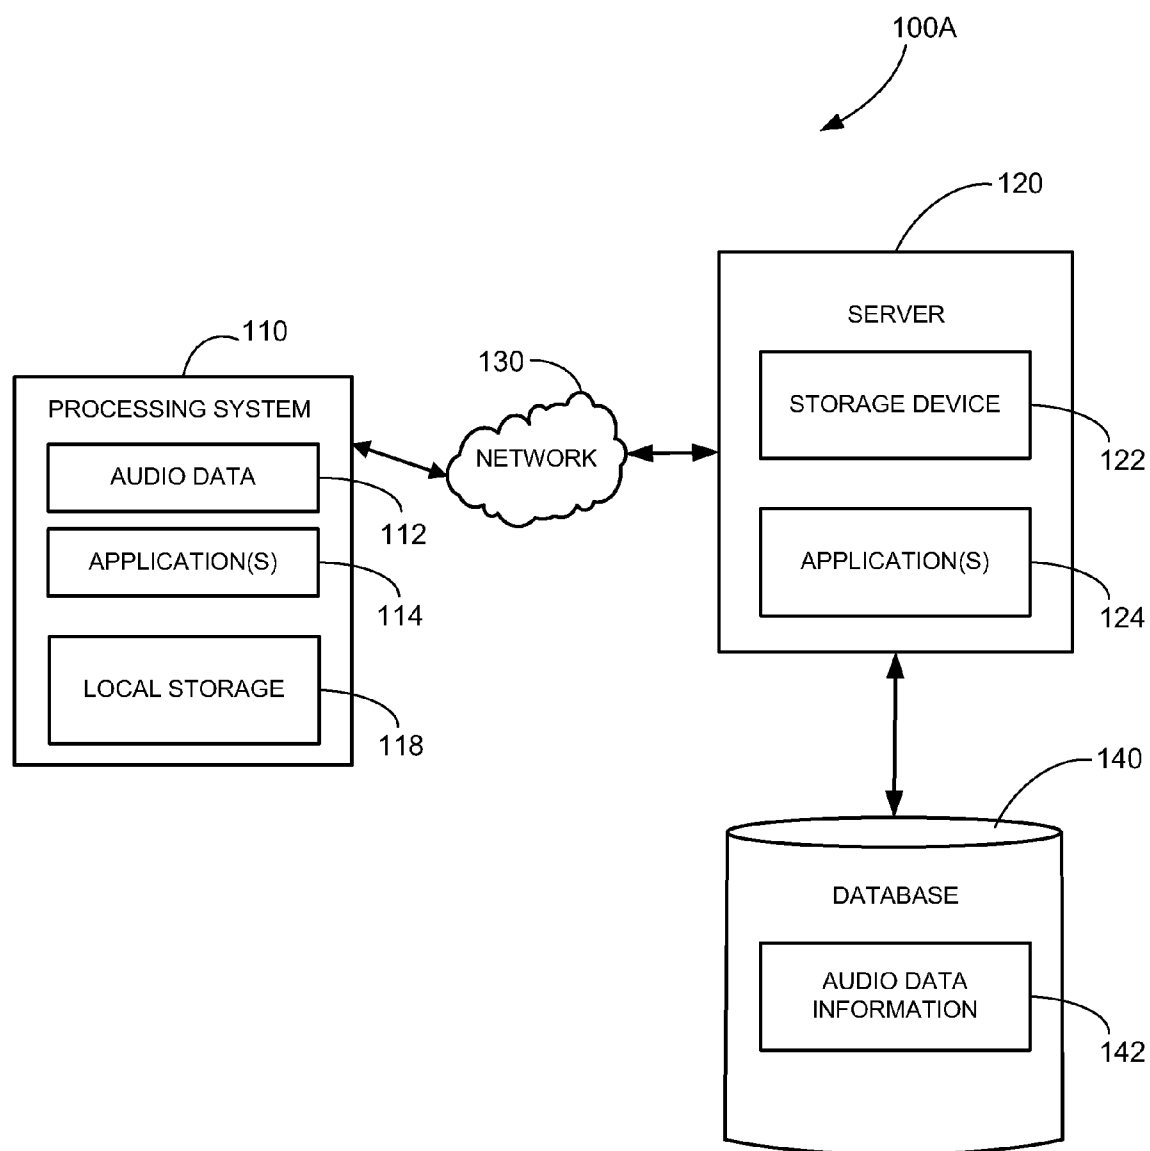 100A
120
SERVER
110
130
PROCESSING SYSTEM
STORAGE DEVICE
NETWORK
122
AUDIO DATA
112
APPLICATION(S)
114
APPLICATION(S)
124
LOCAL STORAGE
118
140
DATABASE
AUDIO DATA
INFORMATION
142